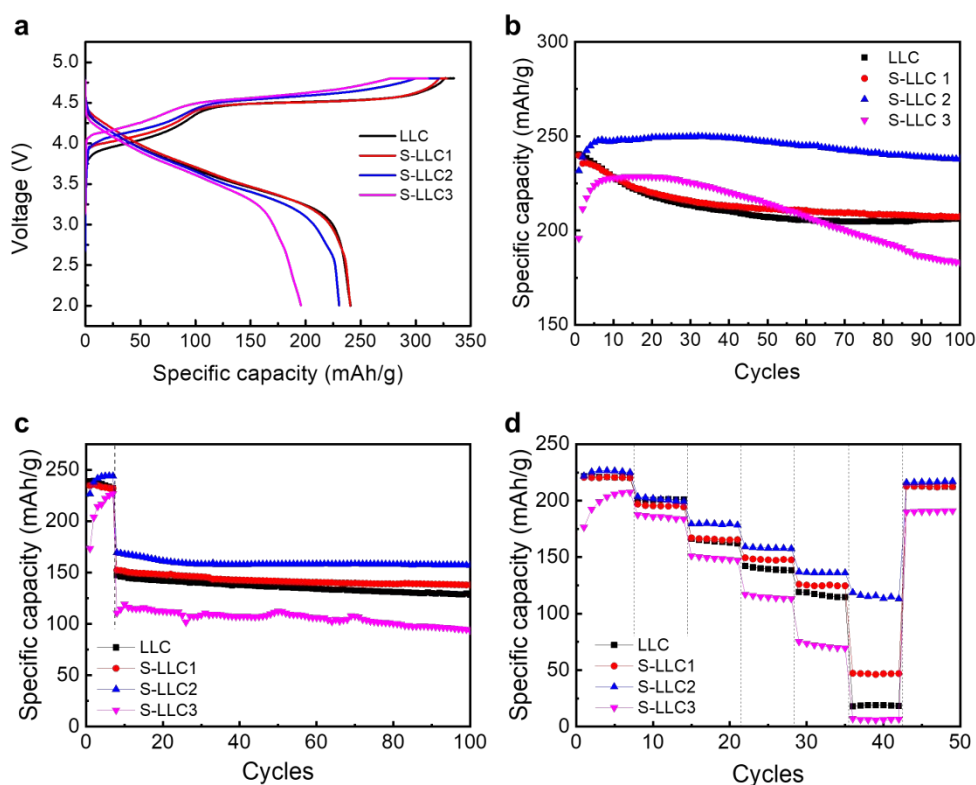 a
5.0
4.5
4.0
3.5
3.0
2.5
2.0
Voltage (V)
LLC
S-LLC1
S-LLC2
S-LLC3
0 50 100 150 200 250 300 350
Specific capacity (mAh/g)
b
300
250
200
150
Specific capacity (mAh/g)
LLC
S-LLC 1
S-LLC 2
S-LLC 3
0 10 20 30 40 50 60 70 80 90 100
Cycles
c
250
200
150
100
50
0
Specific capacity (mAh/g)
LLC
S-LLC1
S-LLC2
S-LLC3
0 20 40 60 80 100
Cycles
d
250
200
150
100
50
0
Specific capacity (mAh/g)
LLC
S-LLC1
S-LLC2
S-LLC3
0 10 20 30 40 50
Cycles